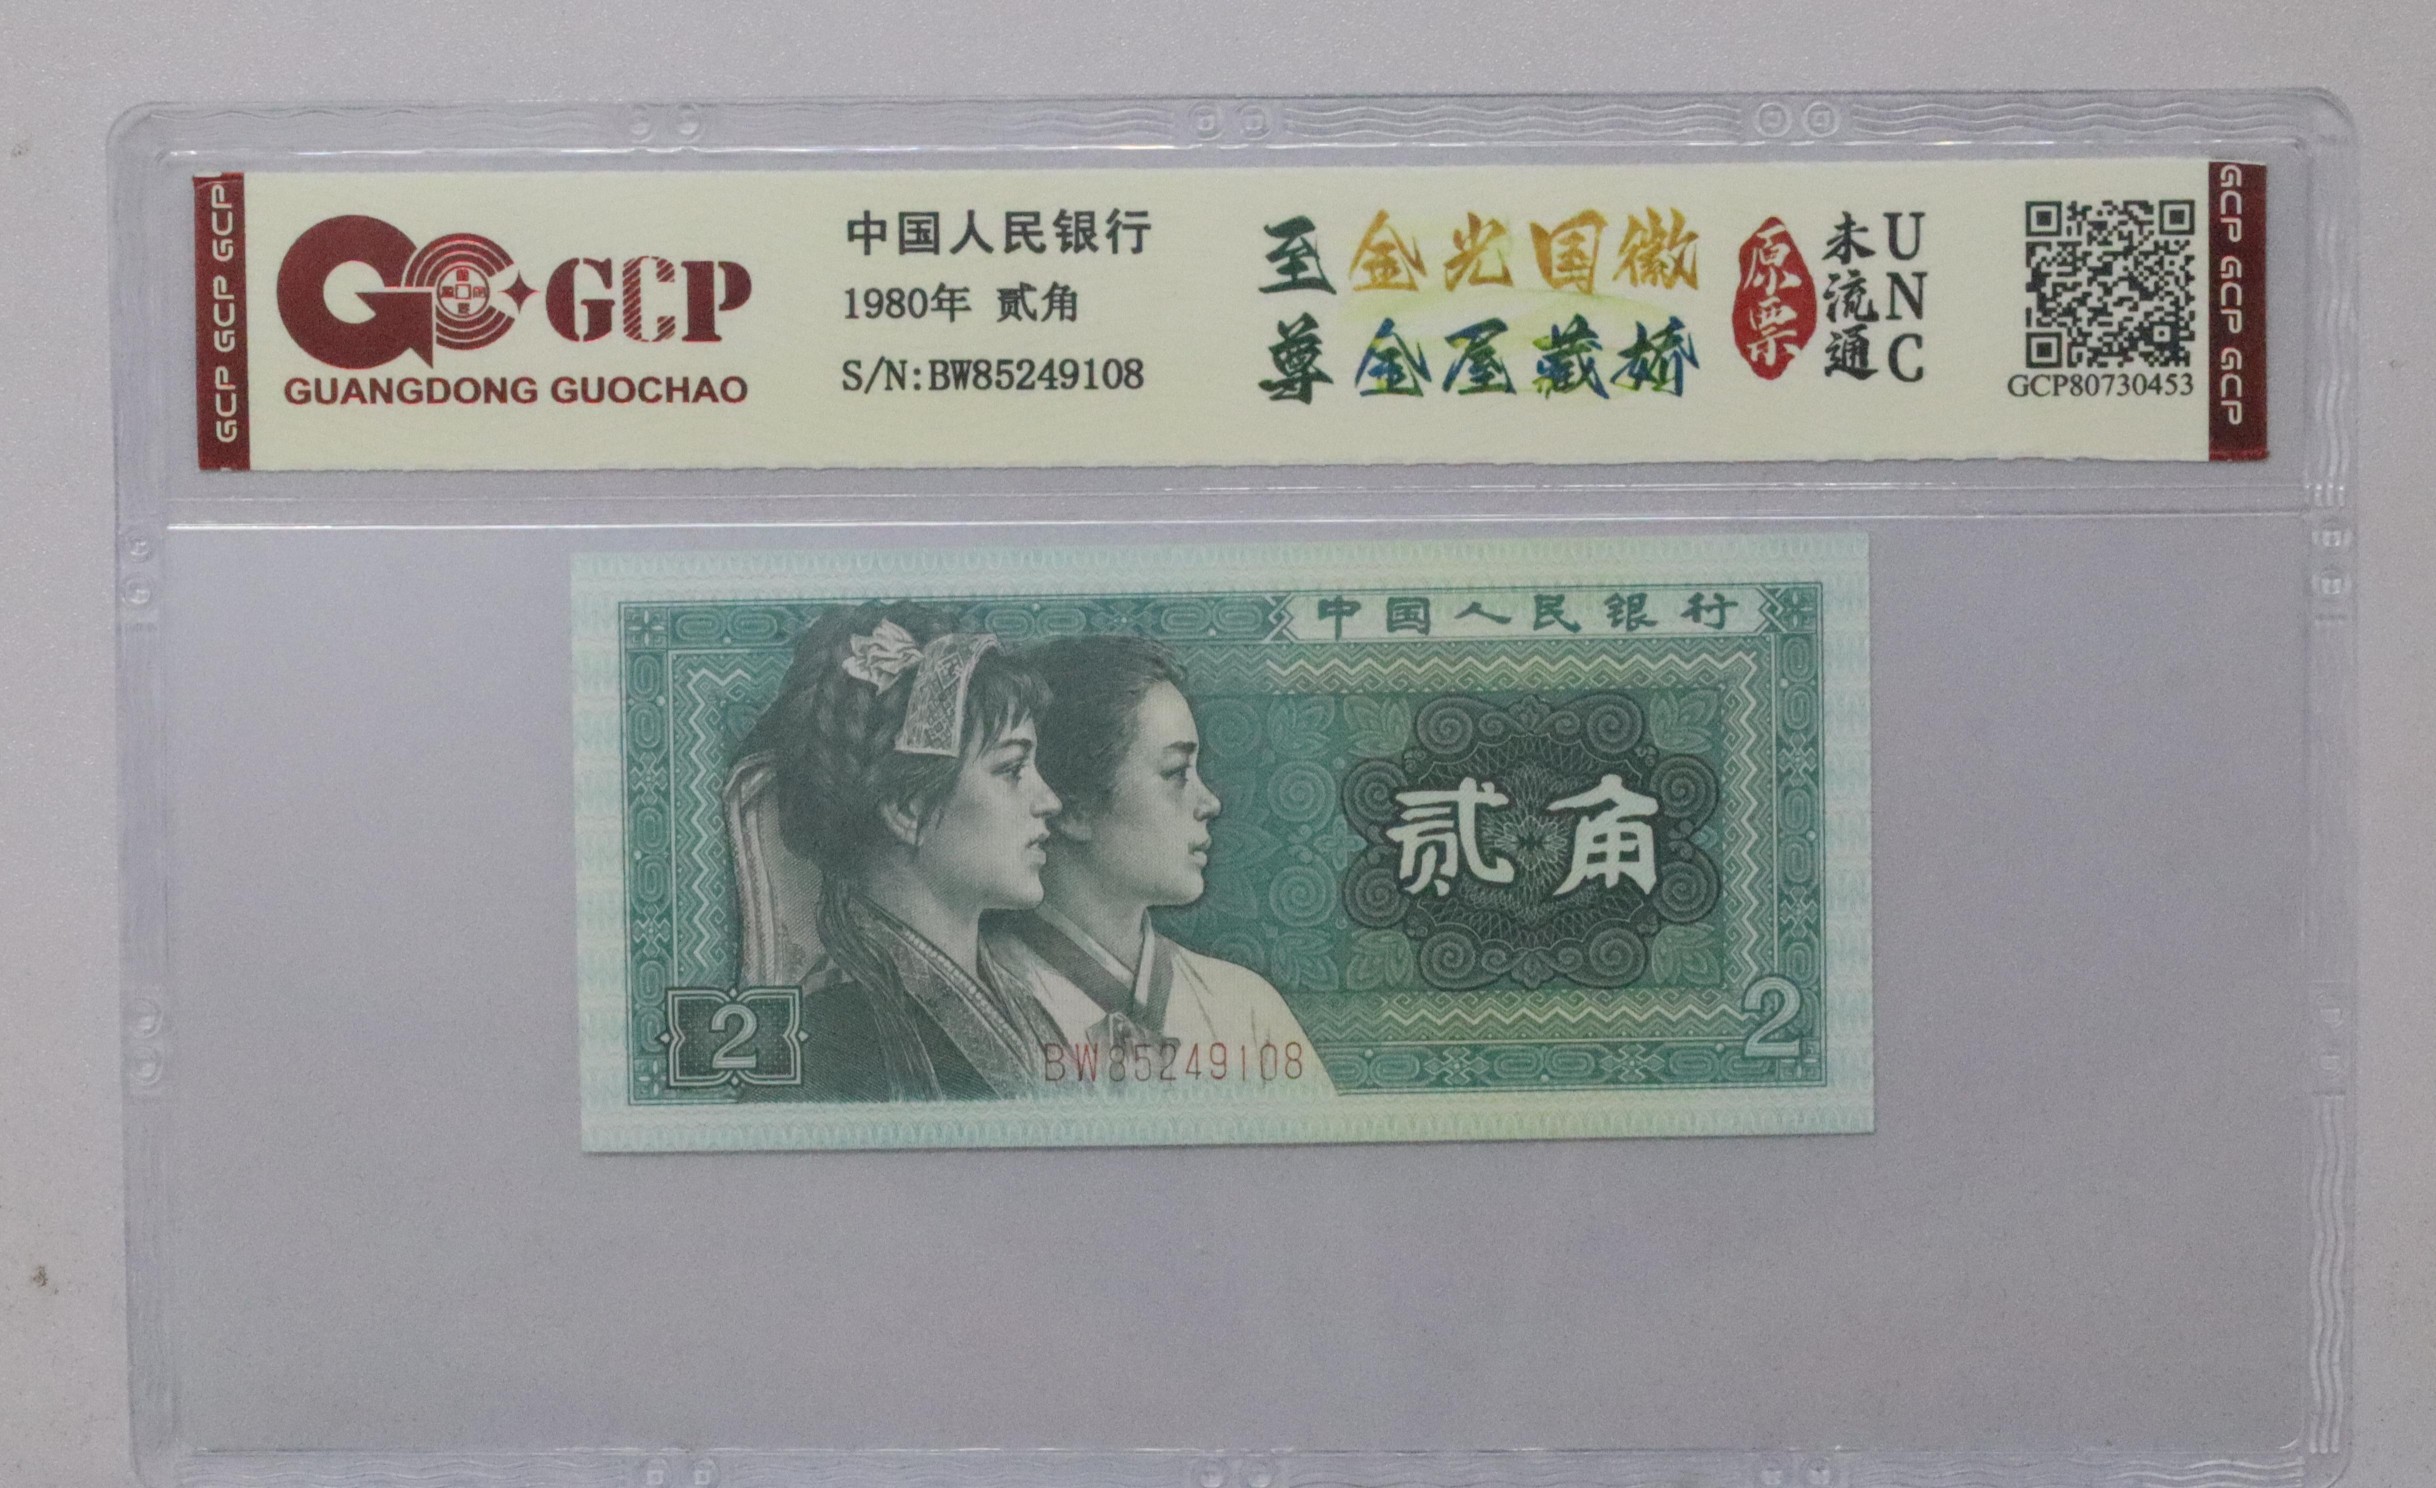 GCP GCP GCP
GCP
GUANGDONG GUOCHAO
中国人民银行
1980年 贰角
S/N:BW85249108
至尊
金光国徽
金屋藏娇
原票
未流通
UNC
GCP80730453
GCP GCP GCP
中国人民银行
贰角
2
2
BW85249108